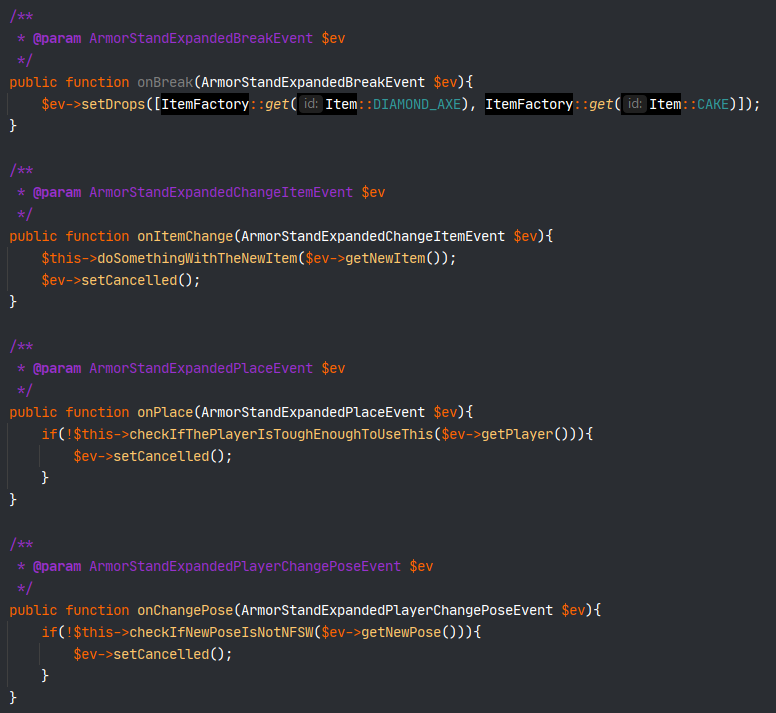 /**
 * @param ArmorStandExpandedBreakEvent $ev
 */
public function onBreak(ArmorStandExpandedBreakEvent $ev){
    $ev->setDrops([ItemFactory::get( id: Item::DIAMOND_AXE), ItemFactory::get( id: Item::CAKE)]);
}

/**
 * @param ArmorStandExpandedChangeItemEvent $ev
 */
public function onItemChange(ArmorStandExpandedChangeItemEvent $ev){
    $this->doSomethingWithTheNewItem($ev->getNewItem());
    $ev->setCancelled();
}

/**
 * @param ArmorStandExpandedPlaceEvent $ev
 */
public function onPlace(ArmorStandExpandedPlaceEvent $ev){
    if(!$this->checkIfThePlayerIsToughEnoughToUseThis($ev->getPlayer())){
        $ev->setCancelled();
    }
}

/**
 * @param ArmorStandExpandedPlayerChangePoseEvent $ev
 */
public function onChangePose(ArmorStandExpandedPlayerChangePoseEvent $ev){
    if(!$this->checkIfNewPoseIsNotNFSW($ev->getNewPose())){
        $ev->setCancelled();
    }
}